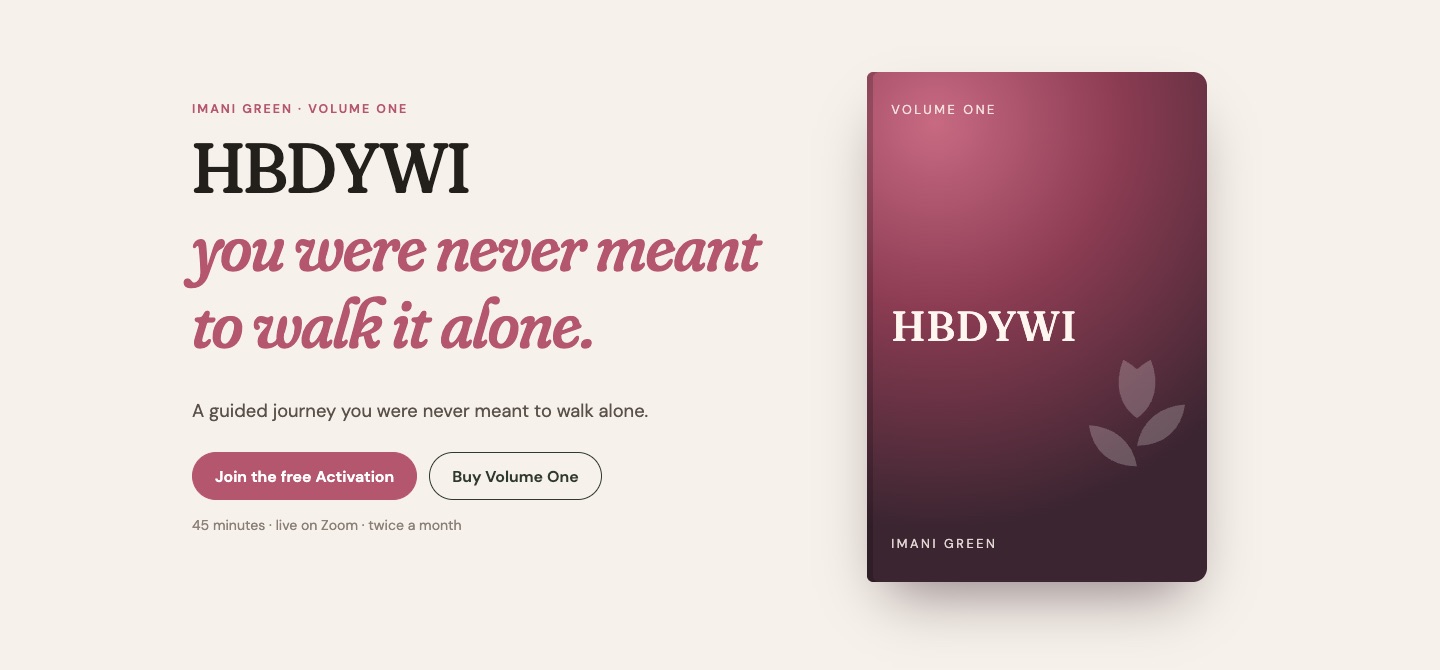 IMANI GREEN · VOLUME ONE
HBDYWI
you were never meant
to walk it alone.
A guided journey you were never meant to walk alone.
Join the free Activation
Buy Volume One
45 minutes · live on Zoom · twice a month
VOLUME ONE
HBDYWI
IMANI GREEN